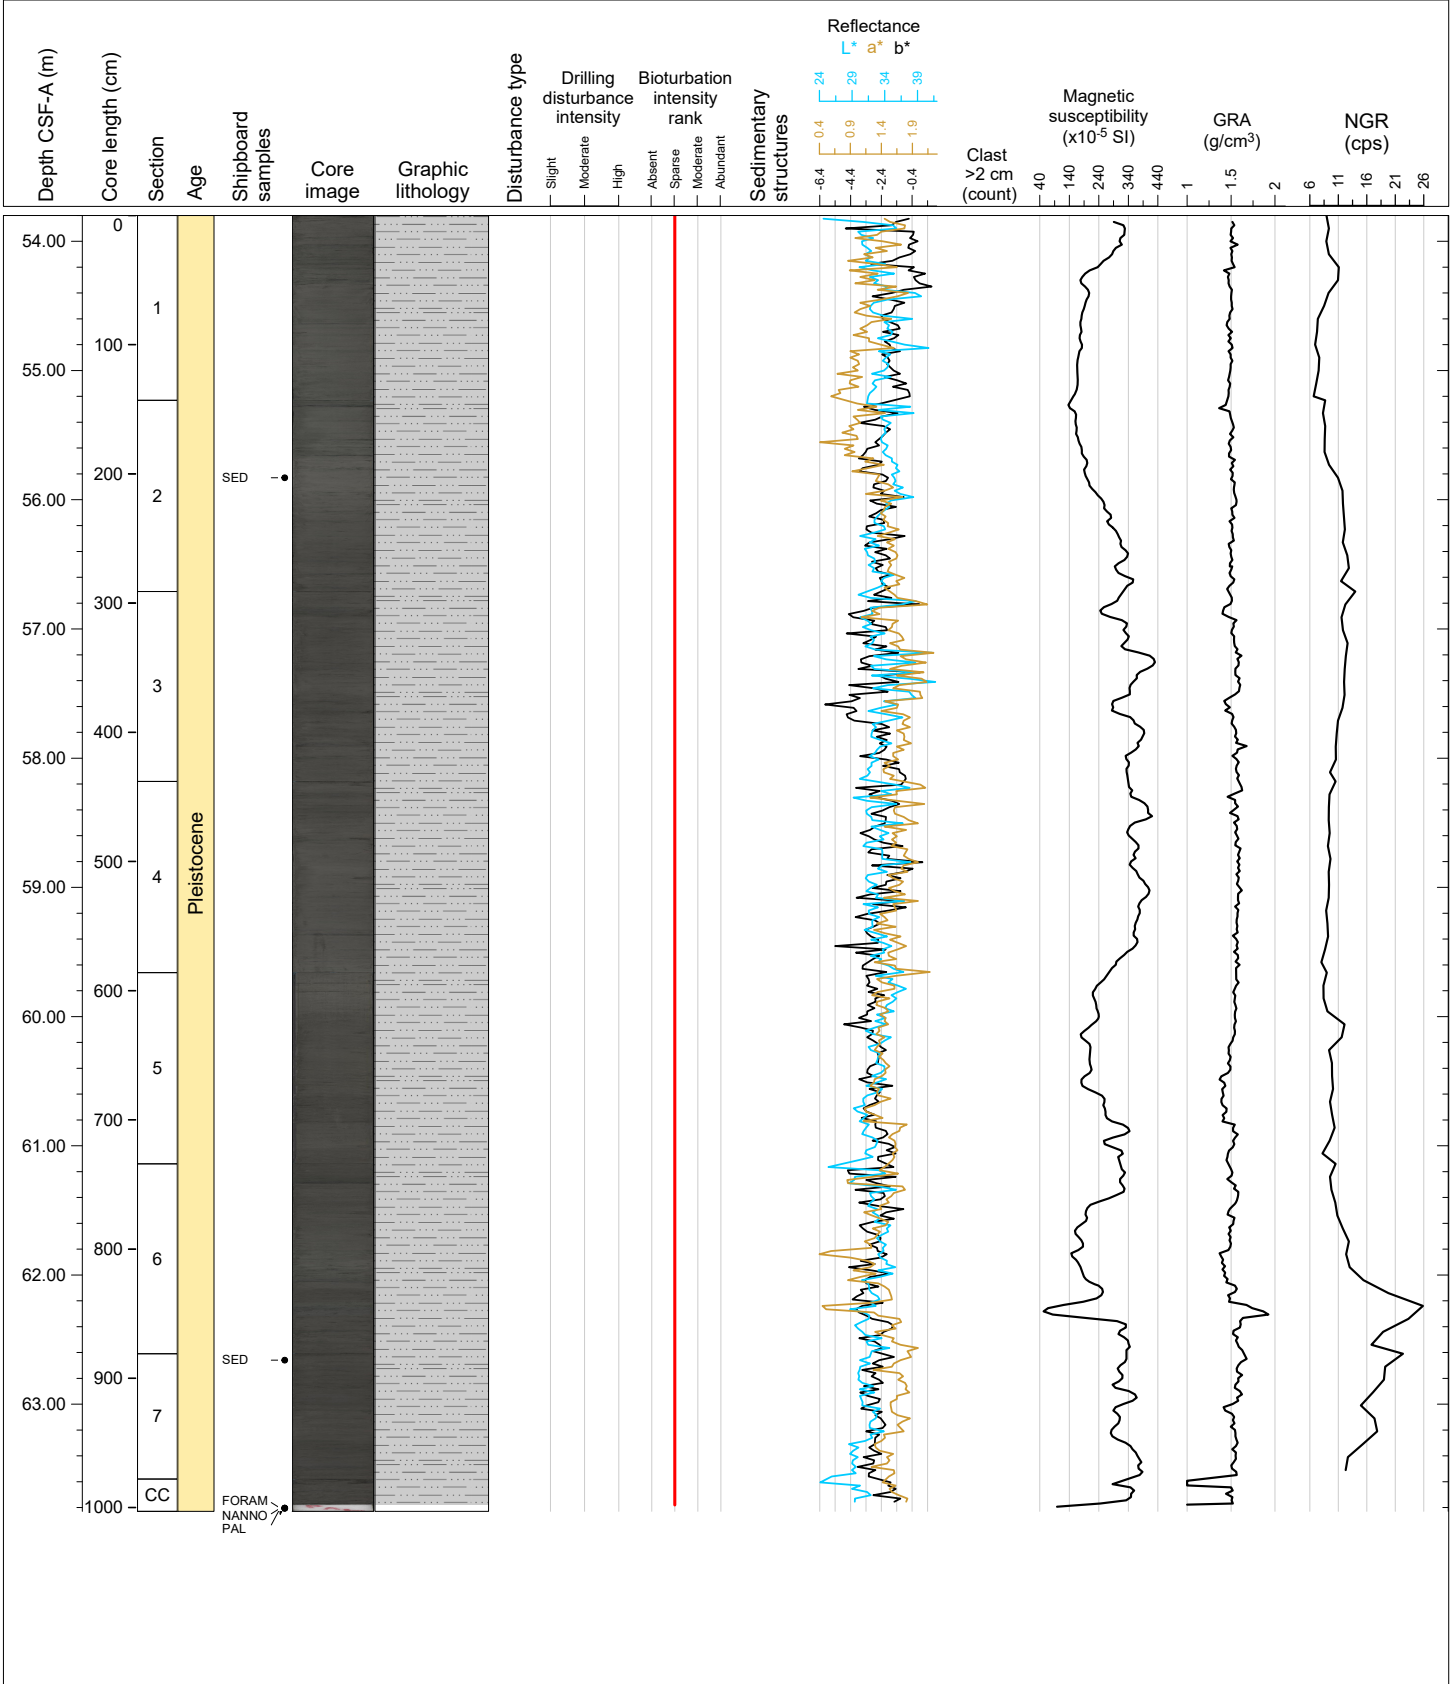 Depth CSF-A (m)
Core length (cm)
Section
Age
Shipboard
samples
Core
image
Graphic
lithology
Disturbance type
Drilling
disturbance
intensity
Slight
Moderate
High
Bioturbation
intensity
rank
Absent
Sparse
Moderate
Abundant
Sedimentary
structures
Reflectance
L* a* b*
24 29 34 39
0.4 0.9 1.4 1.9
-6.4 -4.4 -2.4 -0.4
Clast
>2 cm
(count)
Magnetic
susceptibility
(x10-5 SI)
40 140 240 340 440
GRA
(g/cm3)
1 1.5 2
NGR
(cps)
6 11 16 21 26
0
54.00
1
100
55.00
200
SED
2
56.00
300
57.00
3
400
58.00
Pleistocene
500
4
59.00
600
60.00
5
700
61.00
800
6
62.00
SED
900
63.00
7
CC
FORAM
1000
NANNO
PAL